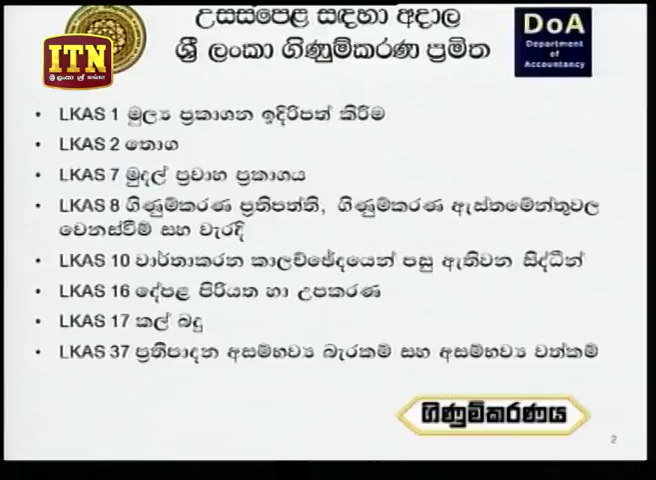 උසස්පෙළ සඳහා අදාල
ශ්‍රී ලංකා ගිණුම්කරණ ප්‍රමිත
ITN
DoA
Department
of
Accountancy
• LKAS 1 මුල්‍ය ප්‍රකාශන ඉදිරිපත් කිරීම
• LKAS 2 තොග
• LKAS 7 මුදල් ප්‍රවාහ ප්‍රකාශය
• LKAS 8 ගිණුම්කරණ ප්‍රතිපත්ති, ගිණුම්කරණ ඇස්තමේන්තුවල
වෙනස්වීම් සහ වැරදි
• LKAS 10 වාර්තාකරන කාලච්ඡේදයෙන් පසු ඇතිවන සිද්ධීන්
• LKAS 16 දේපළ පිරියත හා උපකරණ
• LKAS 17 කල් බදු
• LKAS 37 ප්‍රතිපාදන අසම්භව්‍ය බැරකම් සහ අසම්භව්‍ය වත්කම්
ගිණුම්කරණය
2